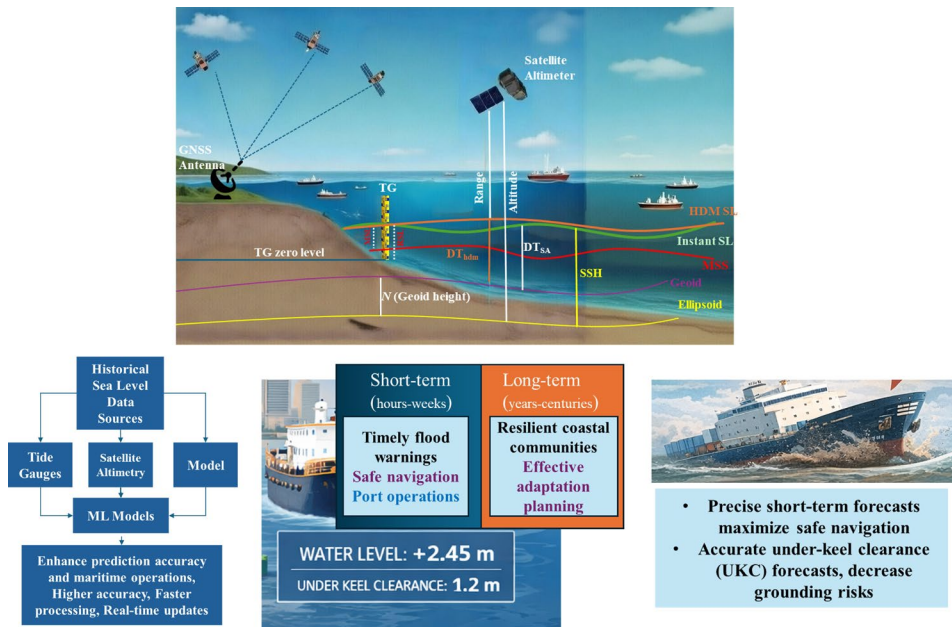 Satellite
Altimeter
GNSS
Antenna
TG
Range
Altitude
HDM SL
Instant SL
TG zero level
DThdm
DTSA
MSS
SSH
Geoid
N (Geoid height)
Ellipsoid
Historical
Sea Level
Data
Sources
Tide
Gauges
Satellite
Altimetry
Model
ML Models
Enhance prediction accuracy
and maritime operations,
Higher accuracy, Faster
processing, Real-time updates
Short-term
(hours-weeks)
Timely flood
warnings
Safe navigation
Port operations
Long-term
(years-centuries)
Resilient coastal
communities
Effective
adaptation
planning
WATER LEVEL: +2.45 m
UNDER KEEL CLEARANCE: 1.2 m
• Precise short-term forecasts
maximize safe navigation
• Accurate under-keel clearance
(UKC) forecasts, decrease
grounding risks